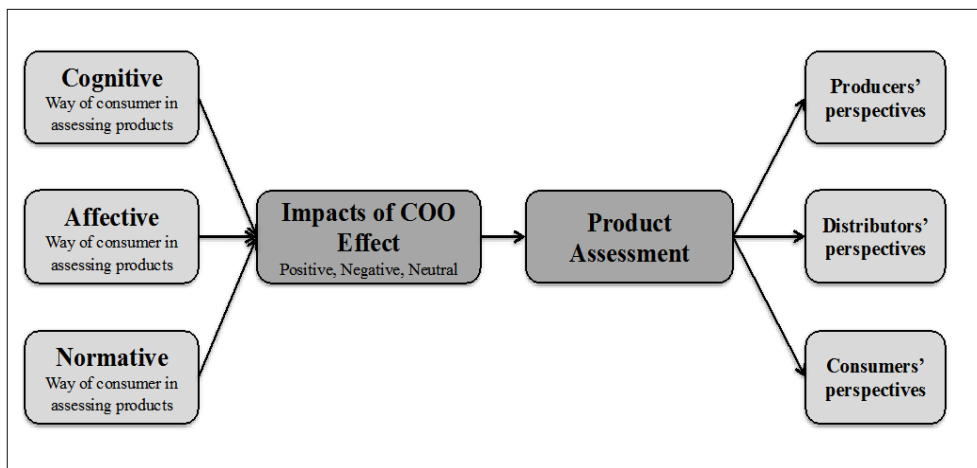 Cognitive
Way of consumer in
assessing products
Affective
Way of consumer in
assessing products
Normative
Way of consumer in
assessing products
Impacts of COO
Effect
Positive, Negative, Neutral
Product
Assessment
Producers’
perspectives
Distributors’
perspectives
Consumers’
perspectives